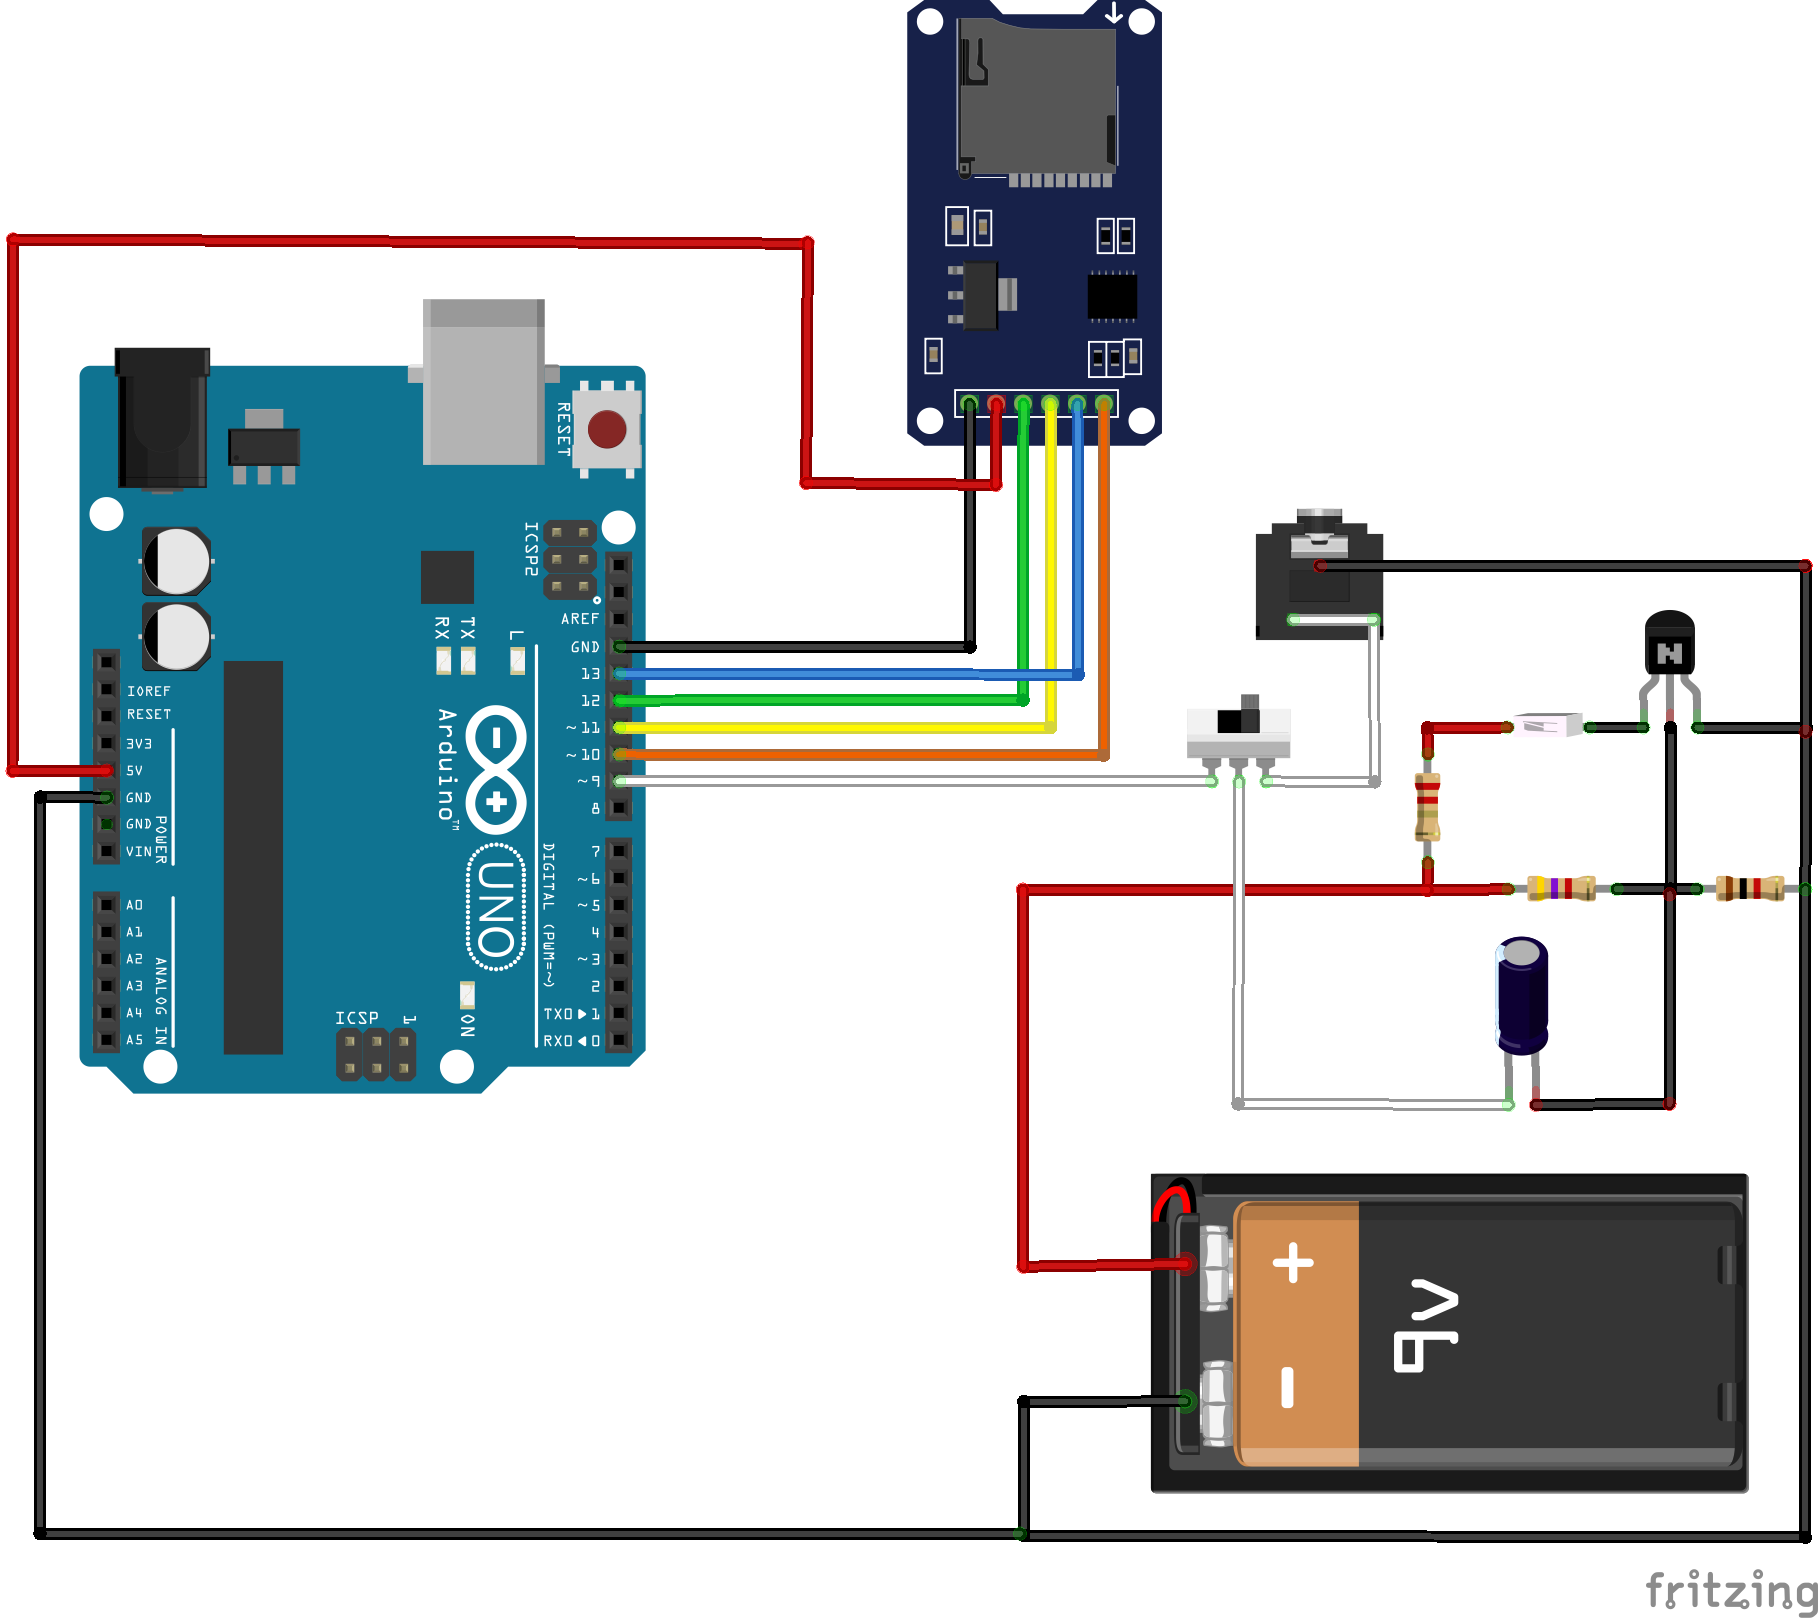 RESET
ICSP2
AREF
GND
13
12
~11
~10
~9
8
RX
TX
L
IOREF
RESET
3V3
5V
GND
GND
VIN
POWER
Arduino™
UNO
7
~6
~5
4
~3
2
TX0▶1
RX0◀0
DIGITAL (PWM=~)
A0
A1
A2
A3
A4
A5
ANALOG IN
ICSP
1
ON
N
+
-
9V
fritzing